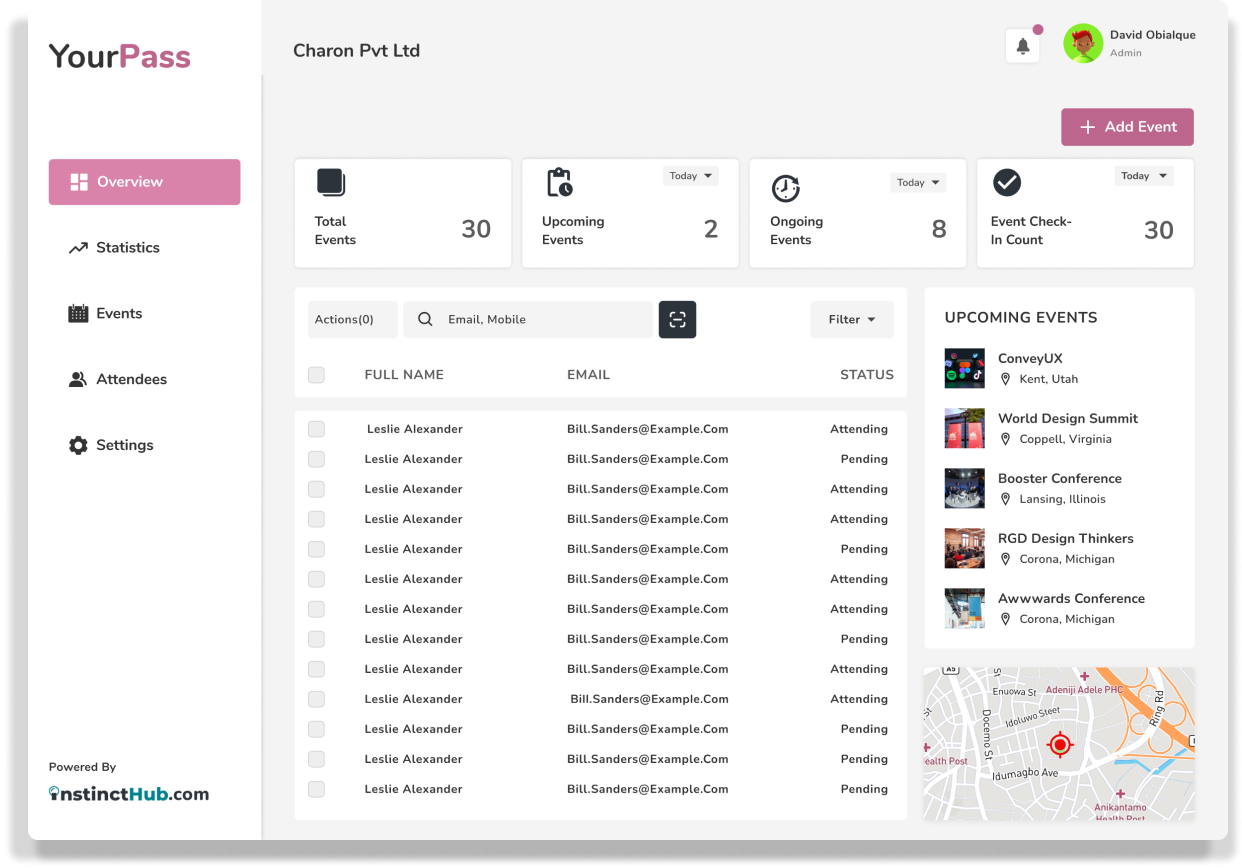 YourPass
Charon Pvt Ltd
David Obialque
Admin
Add Event
Overview
Statistics
Events
Attendees
Settings
Powered By
instinctHub.com
Total
Events
30
Today
Upcoming
Events
2
Today
Ongoing
Events
8
Today
Event Check-
In Count
30
Actions(0)
Email, Mobile
Filter
FULL NAME EMAIL STATUS
Leslie Alexander Bill.Sanders@Example.Com Attending
Leslie Alexander Bill.Sanders@Example.Com Pending
Leslie Alexander Bill.Sanders@Example.Com Attending
Leslie Alexander Bill.Sanders@Example.Com Attending
Leslie Alexander Bill.Sanders@Example.Com Pending
Leslie Alexander Bill.Sanders@Example.Com Attending
Leslie Alexander Bill.Sanders@Example.Com Attending
Leslie Alexander Bill.Sanders@Example.Com Pending
Leslie Alexander Bill.Sanders@Example.Com Attending
Leslie Alexander Bill.Sanders@Example.Com Attending
Leslie Alexander Bill.Sanders@Example.Com Pending
Leslie Alexander Bill.Sanders@Example.Com Pending
Leslie Alexander Bill.Sanders@Example.Com Pending
UPCOMING EVENTS
ConveyUX
Kent, Utah
World Design Summit
Coppell, Virginia
Booster Conference
Lansing, Illinois
RGD Design Thinkers
Corona, Michigan
Awwwards Conference
Corona, Michigan
A5
St
Enuowa St
Adeniji Adele PHC
Ring Rd
St
Docemo St
Idoluwo Steet
ealth Post
Idumagbo Ave
Anikantamo
Health Post